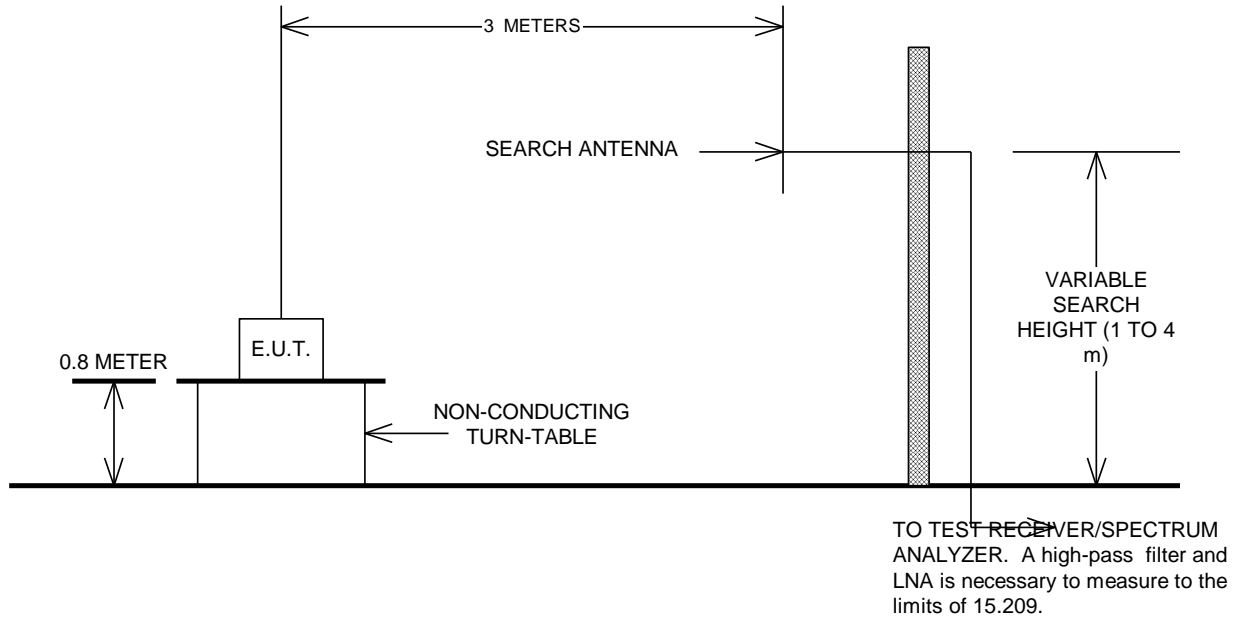 3 METERS
SEARCH ANTENNA
VARIABLE
SEARCH
HEIGHT (1 TO 4
m)
E.U.T.
0.8 METER
NON-CONDUCTING
TURN-TABLE
TO TEST RECEIVER/SPECTRUM
ANALYZER. A high-pass filter and
LNA is necessary to measure to the
limits of 15.209.